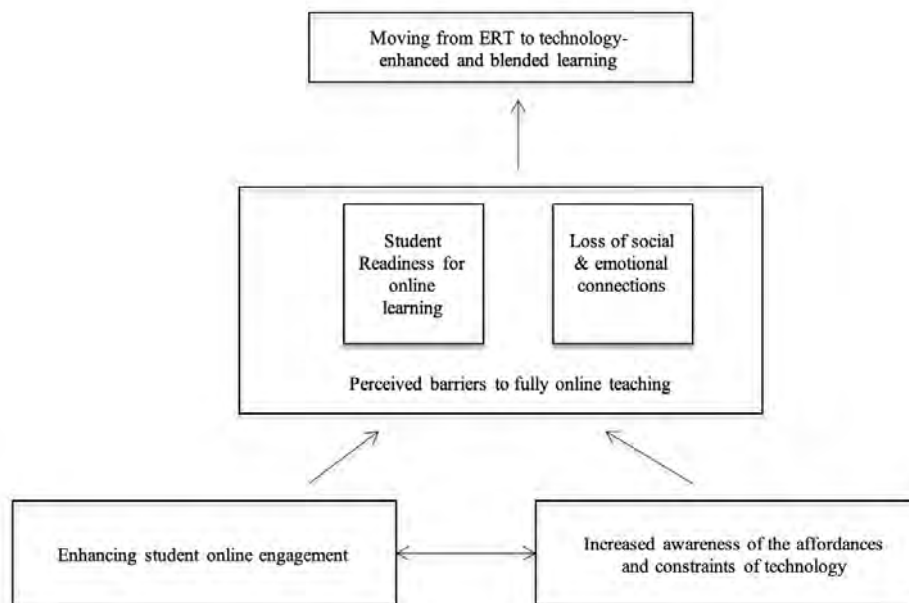 Moving from ERT to technology-
enhanced and blended learning
Student
Readiness for
online
learning
Loss of social
& emotional
connections
Perceived barriers to fully online teaching
Enhancing student online engagement
Increased awareness of the affordances
and constraints of technology